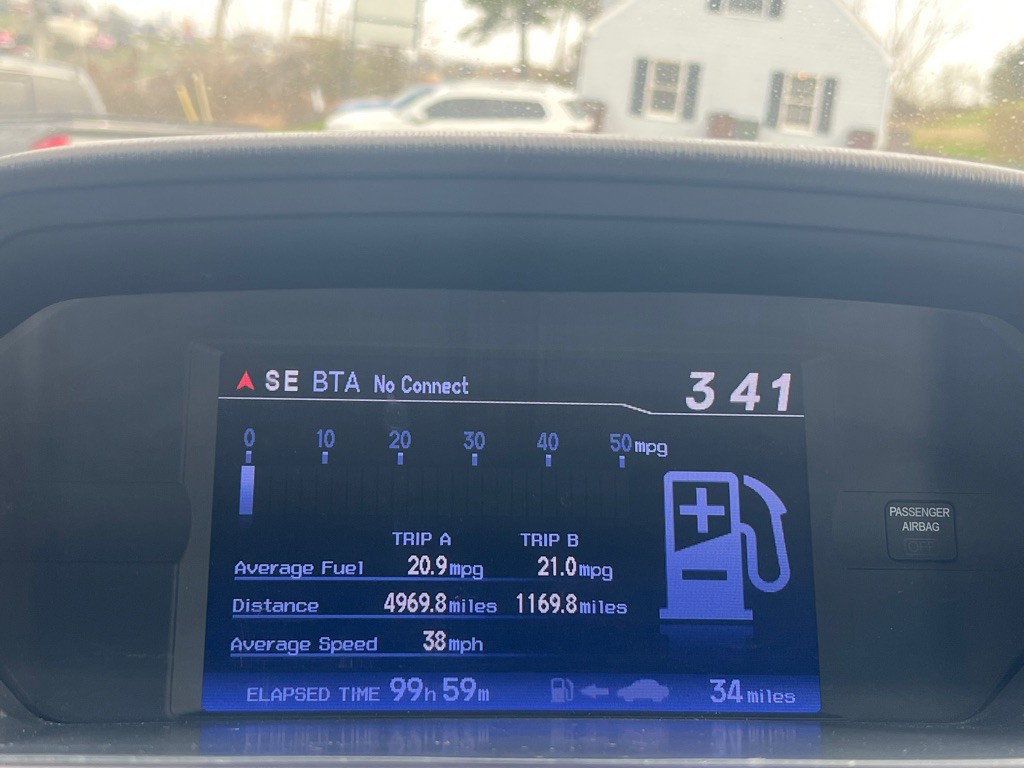 SE BTA No Connect 3 41
0 10 20 30 40 50 mpg
PASSENGER
AIRBAG
TRIP A TRIP B
Average Fuel 20.9 mpg 21.0 mpg
Distance 4969.8 miles 1169.8 miles
Average Speed 38 mph
ELAPSED TIME 99h 59m 34 miles